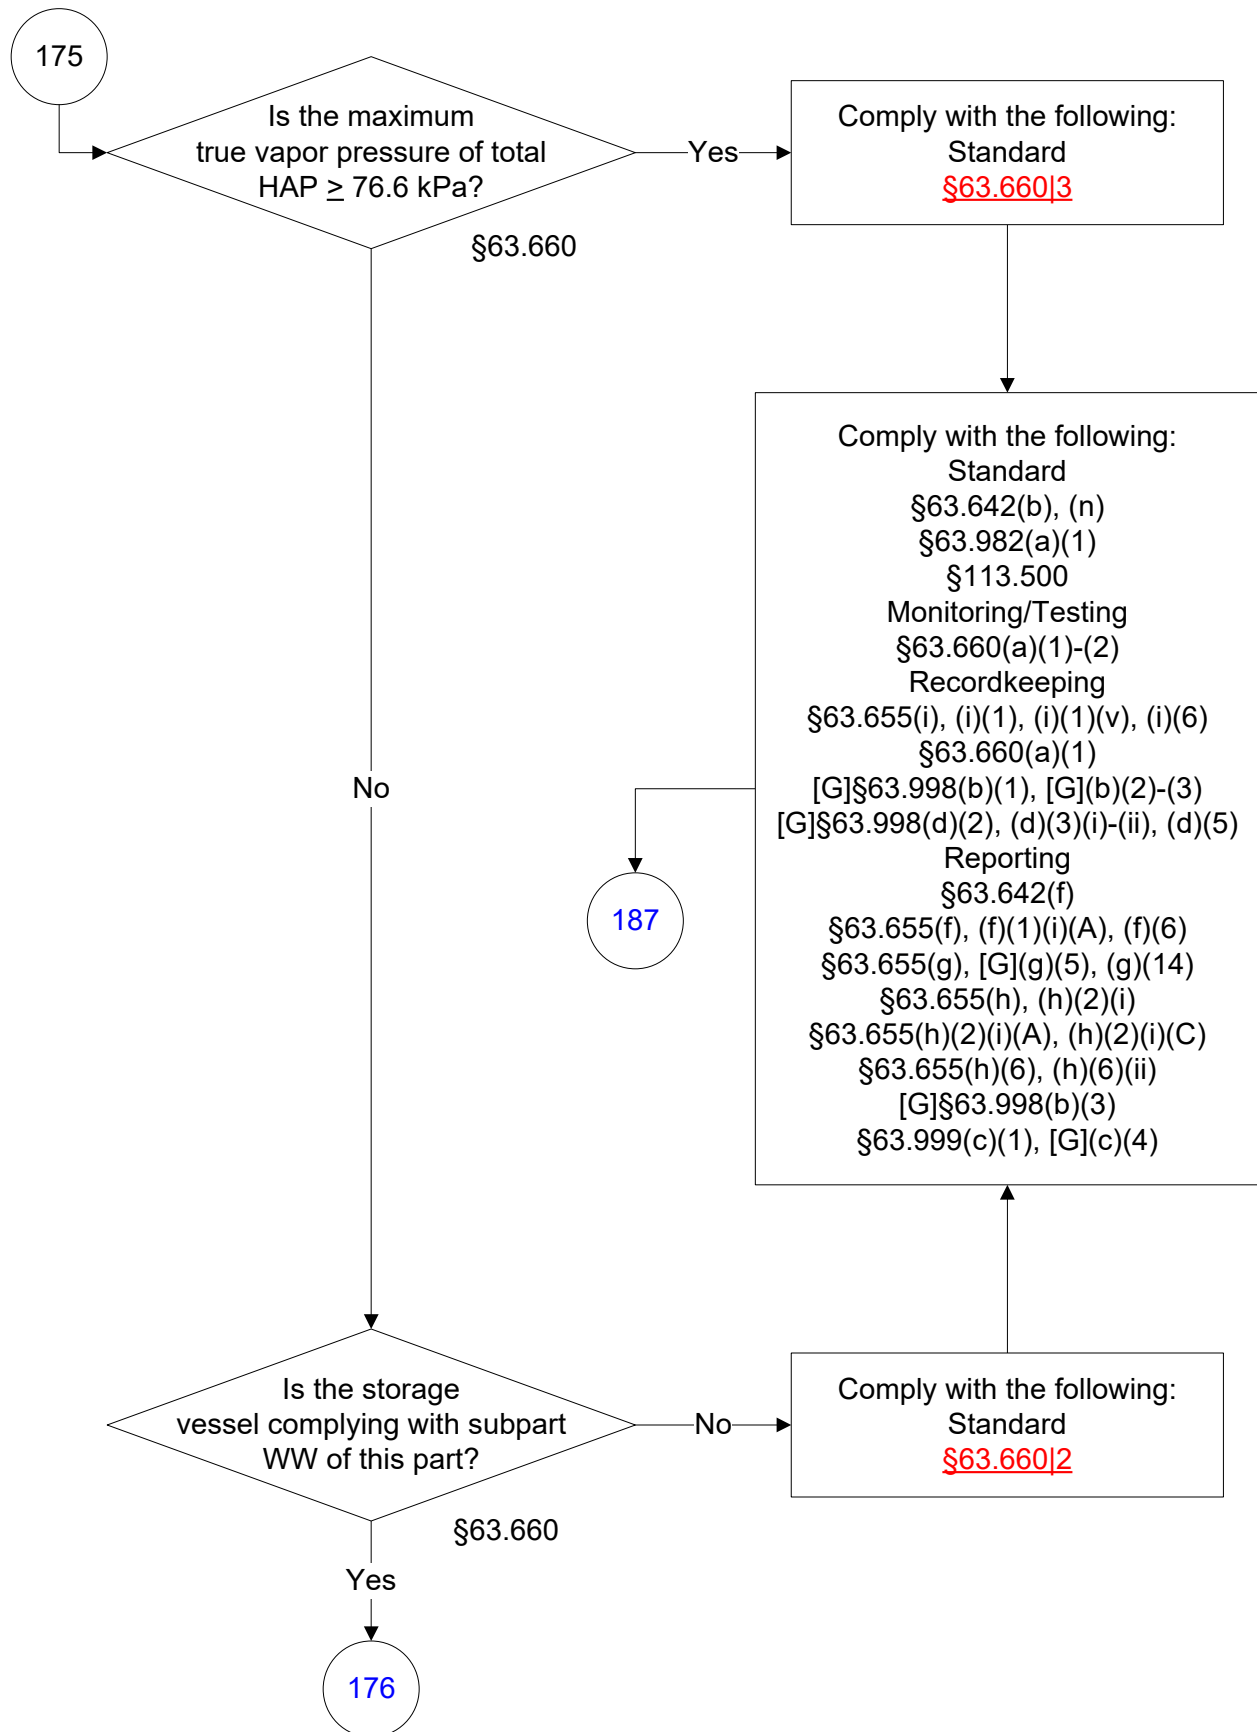 175
Is the maximum
true vapor pressure of total
HAP ≥ 76.6 kPa?
§63.660
Yes
Comply with the following:
Standard
§63.660|3
Comply with the following:
Standard
§63.642(b), (n)
§63.982(a)(1)
§113.500
Monitoring/Testing
§63.660(a)(1)-(2)
Recordkeeping
§63.655(i), (i)(1), (i)(1)(v), (i)(6)
§63.660(a)(1)
[G]§63.998(b)(1), [G](b)(2)-(3)
[G]§63.998(d)(2), (d)(3)(i)-(ii), (d)(5)
Reporting
§63.642(f)
§63.655(f), (f)(1)(i)(A), (f)(6)
§63.655(g), [G](g)(5), (g)(14)
§63.655(h), (h)(2)(i)
§63.655(h)(2)(i)(A), (h)(2)(i)(C)
§63.655(h)(6), (h)(6)(ii)
[G]§63.998(b)(3)
§63.999(c)(1), [G](c)(4)
No
187
Is the storage
vessel complying with subpart
WW of this part?
§63.660
No
Comply with the following:
Standard
§63.660|2
Yes
176